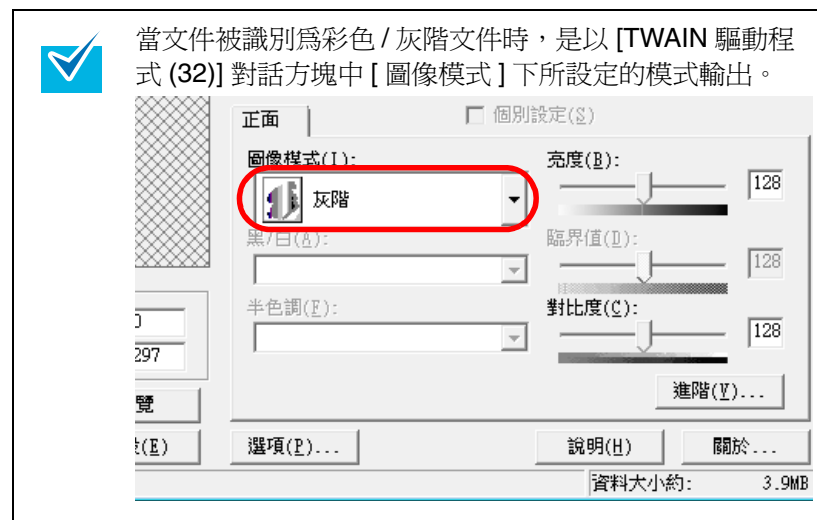 當文件被識別爲彩色 / 灰階文件時，是以 [TWAIN 驅動程
式 (32)] 對話方塊中 [ 圖像模式 ] 下所設定的模式輸出。
正面
個別設定(S)
圖像模式(I):
亮度(B):
灰階
128
黑/白(A):
臨界值(D):
128
半色調(F):
對比度(C):
297
128
覽
進階(V)...
(E)
選項(P)...
說明(H)
關於...
資料大小約:
3.9MB